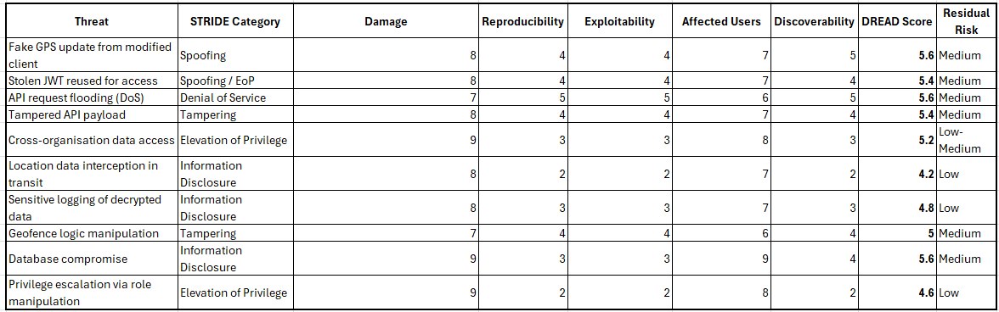 Threat STRIDE Category Damage Reproducibility Exploitability Affected Users Discoverability DREAD Score Residual Risk
Fake GPS update from modified client Spoofing 8 4 4 7 5 5.6 Medium
Stolen JWT reused for access Spoofing / EoP 8 4 4 7 4 5.4 Medium
API request flooding (DoS) Denial of Service 7 5 5 6 5 5.6 Medium
Tampered API payload Tampering 8 4 4 7 4 5.4 Medium
Cross-organisation data access Elevation of Privilege 9 3 3 8 3 5.2 Low-Medium
Location data interception in transit Information Disclosure 8 2 2 7 2 4.2 Low
Sensitive logging of decrypted data Information Disclosure 8 3 3 7 3 4.8 Low
Geofence logic manipulation Tampering 7 4 4 6 4 5 Medium
Database compromise Information Disclosure 9 3 3 9 4 5.6 Medium
Privilege escalation via role manipulation Elevation of Privilege 9 2 2 8 2 4.6 Low